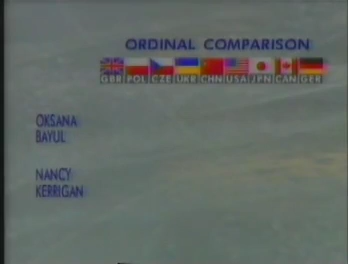 ORDINAL COMPARISON
GBR POL CZE UKR CHN USA JPN CAN GER
OKSANA
BAYUL
NANCY
KERRIGAN